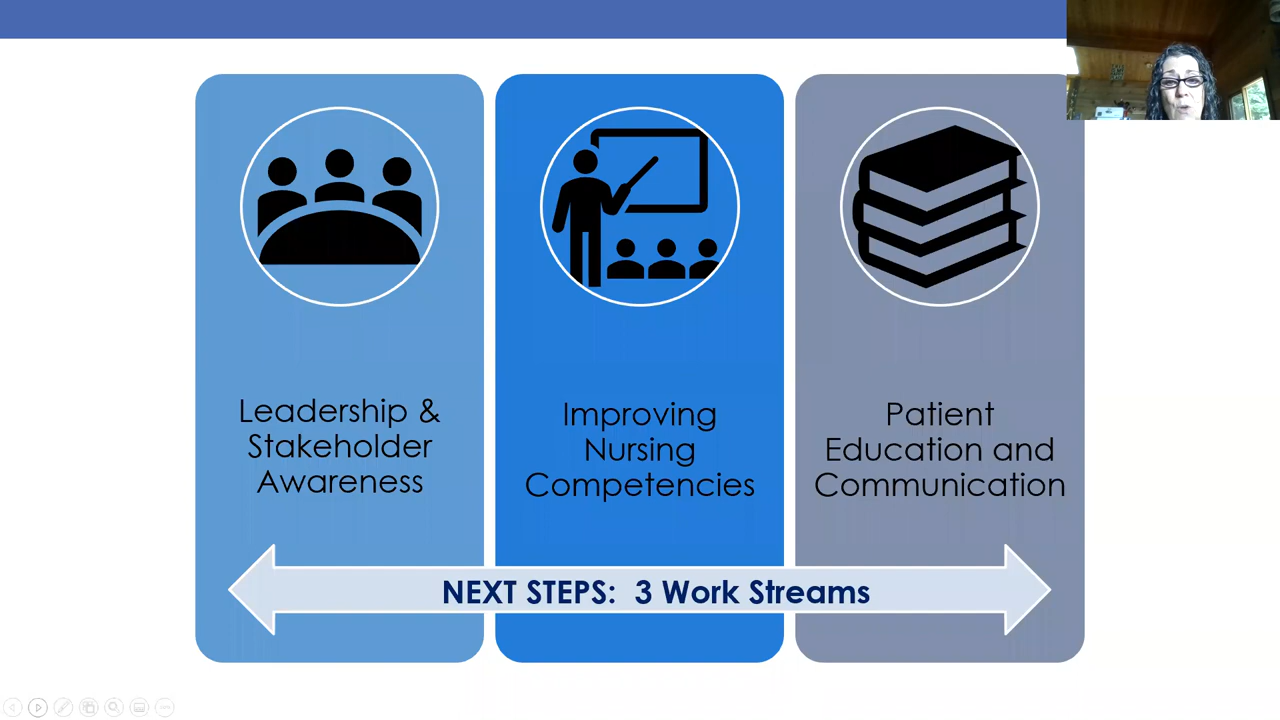 Leadership &
Stakeholder
Awareness
Improving
Nursing
Competencies
Patient
Education and
Communication
NEXT STEPS:  3 Work Streams